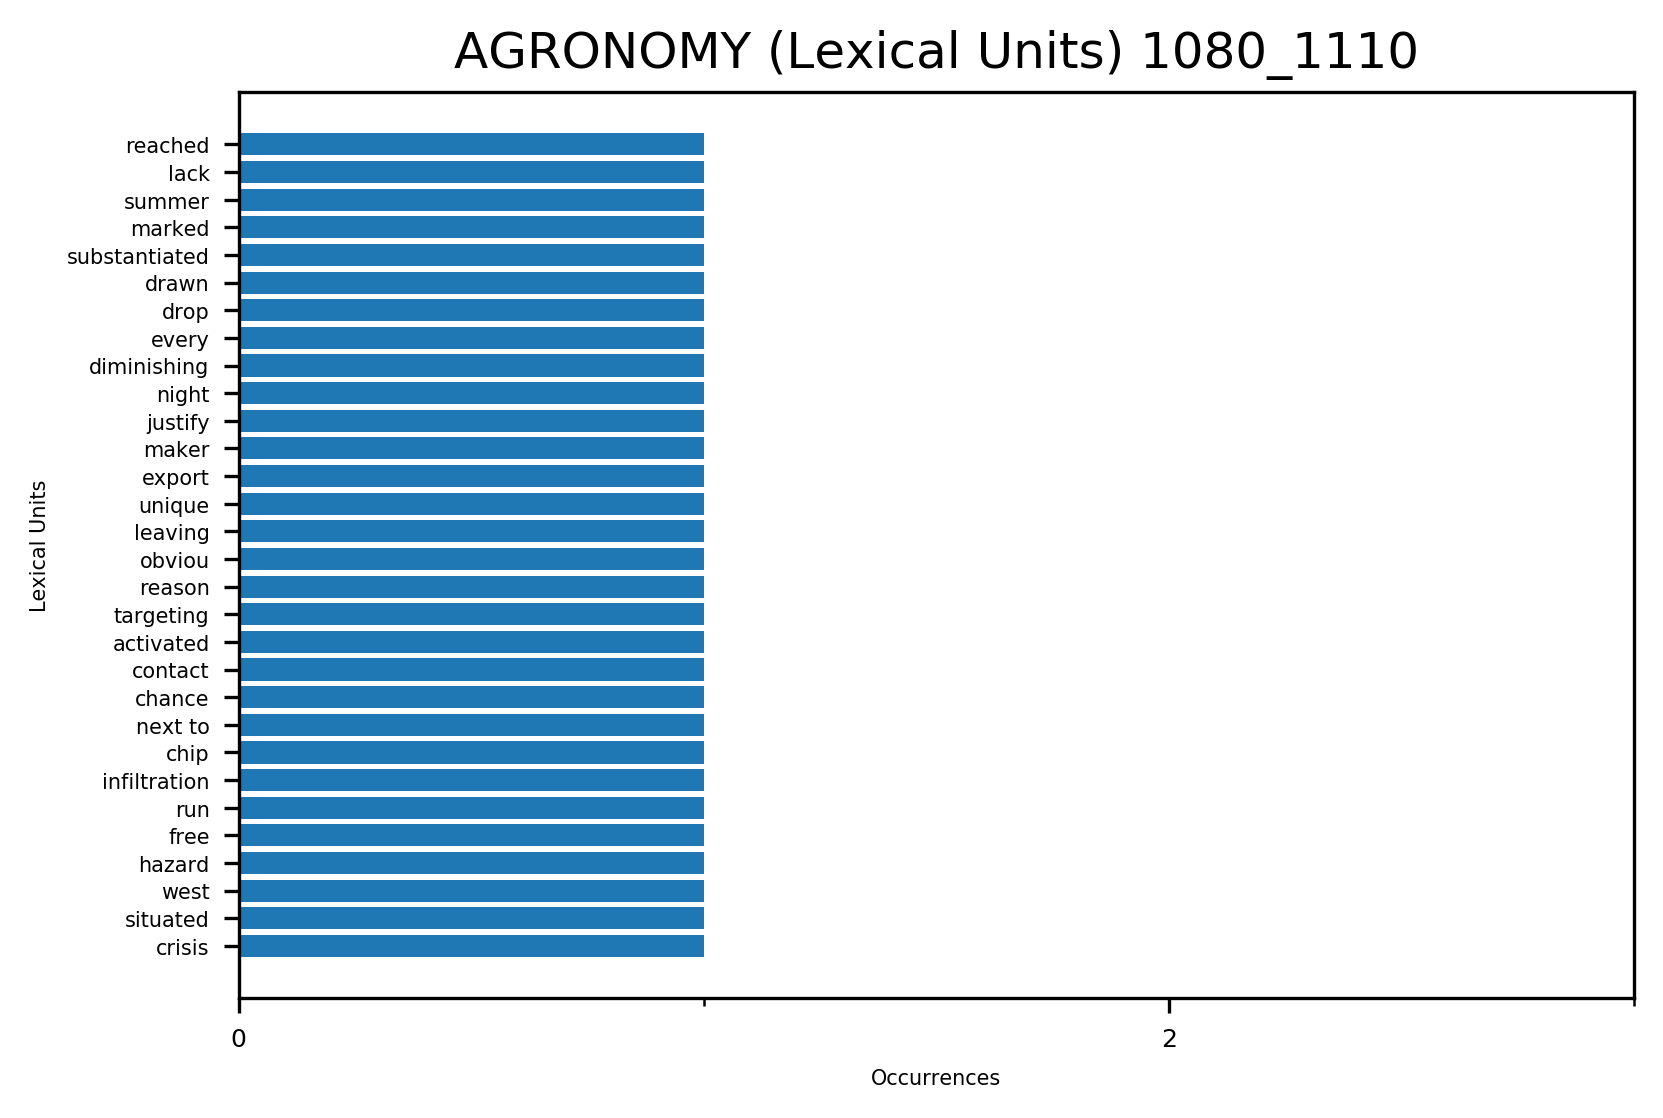 AGRONOMY (Lexical Units) 1080_1110
reached
lack
summer
marked
substantiated
drawn
drop
every
diminishing
night
justify
maker
export
unique
leaving
obviou
reason
targeting
activated
contact
chance
next to
chip
infiltration
run
free
hazard
west
situated
crisis
Lexical Units
0
2
Occurrences